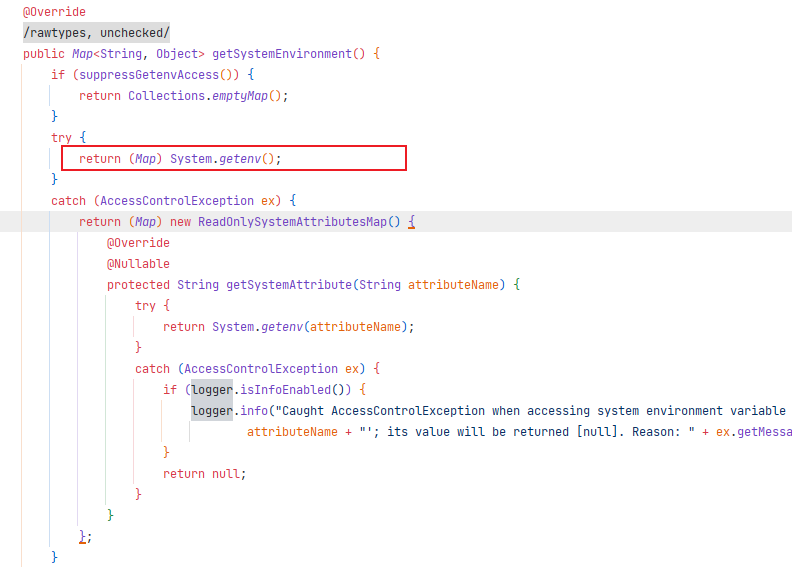 @Override
/rawtypes, unchecked/
public Map<String, Object> getSystemEnvironment() {
if (suppressGetenvAccess()) {
return Collections.emptyMap();
}
try {
return (Map) System.getenv();
}
catch (AccessControlException ex) {
return (Map) new ReadOnlySystemAttributesMap() {
@Override
@Nullable
protected String getSystemAttribute(String attributeName) {
try {
return System.getenv(attributeName);
}
catch (AccessControlException ex) {
if (logger.isInfoEnabled()) {
logger.info("Caught AccessControlException when accessing system environment variable
attributeName + "'; its value will be returned [null]. Reason: " + ex.getMessa
}
return null;
}
}
};
}